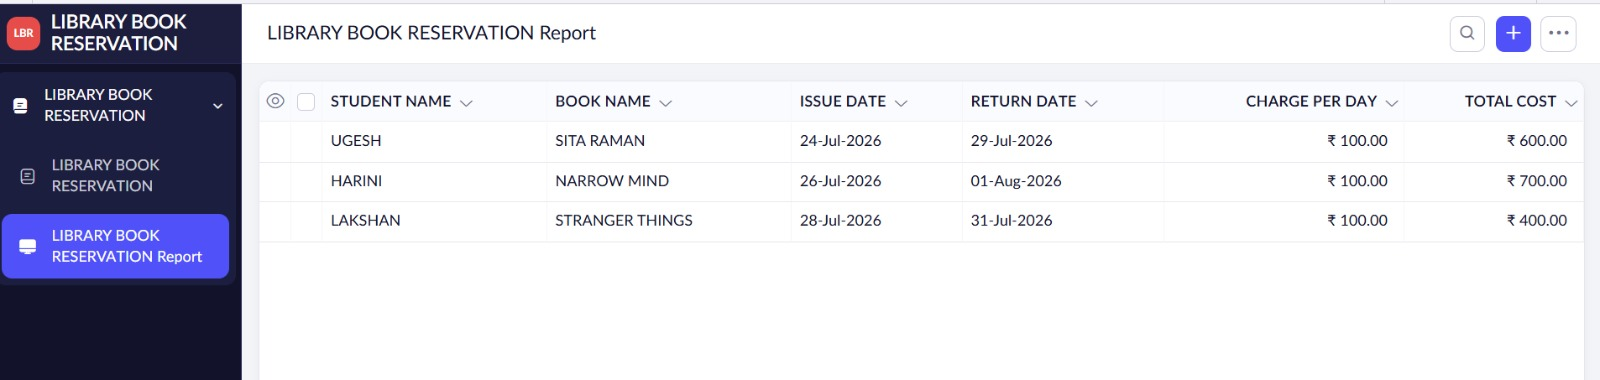 LBR
LIBRARY BOOK
RESERVATION
LIBRARY BOOK
RESERVATION
LIBRARY BOOK
RESERVATION
LIBRARY BOOK
RESERVATION Report
LIBRARY BOOK RESERVATION Report
STUDENT NAME BOOK NAME ISSUE DATE RETURN DATE CHARGE PER DAY TOTAL COST
UGESH SITA RAMAN 24-Jul-2026 29-Jul-2026 ₹ 100.00 ₹ 600.00
HARINI NARROW MIND 26-Jul-2026 01-Aug-2026 ₹ 100.00 ₹ 700.00
LAKSHAN STRANGER THINGS 28-Jul-2026 31-Jul-2026 ₹ 100.00 ₹ 400.00